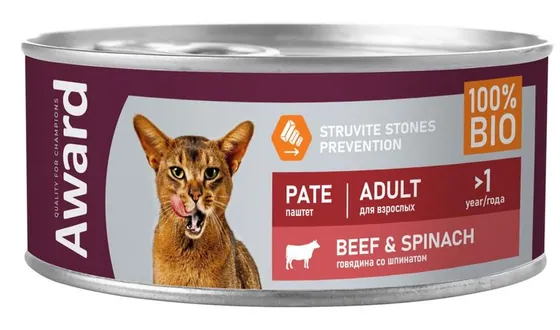 Award
QUALITY FOR CHAMPIONS
STRUVITE STONES
PREVENTION
100%
BIO
PATE
паштет
ADULT
для взрослых
>1
year/года
BEEF & SPINACH
говядина со шпинатом